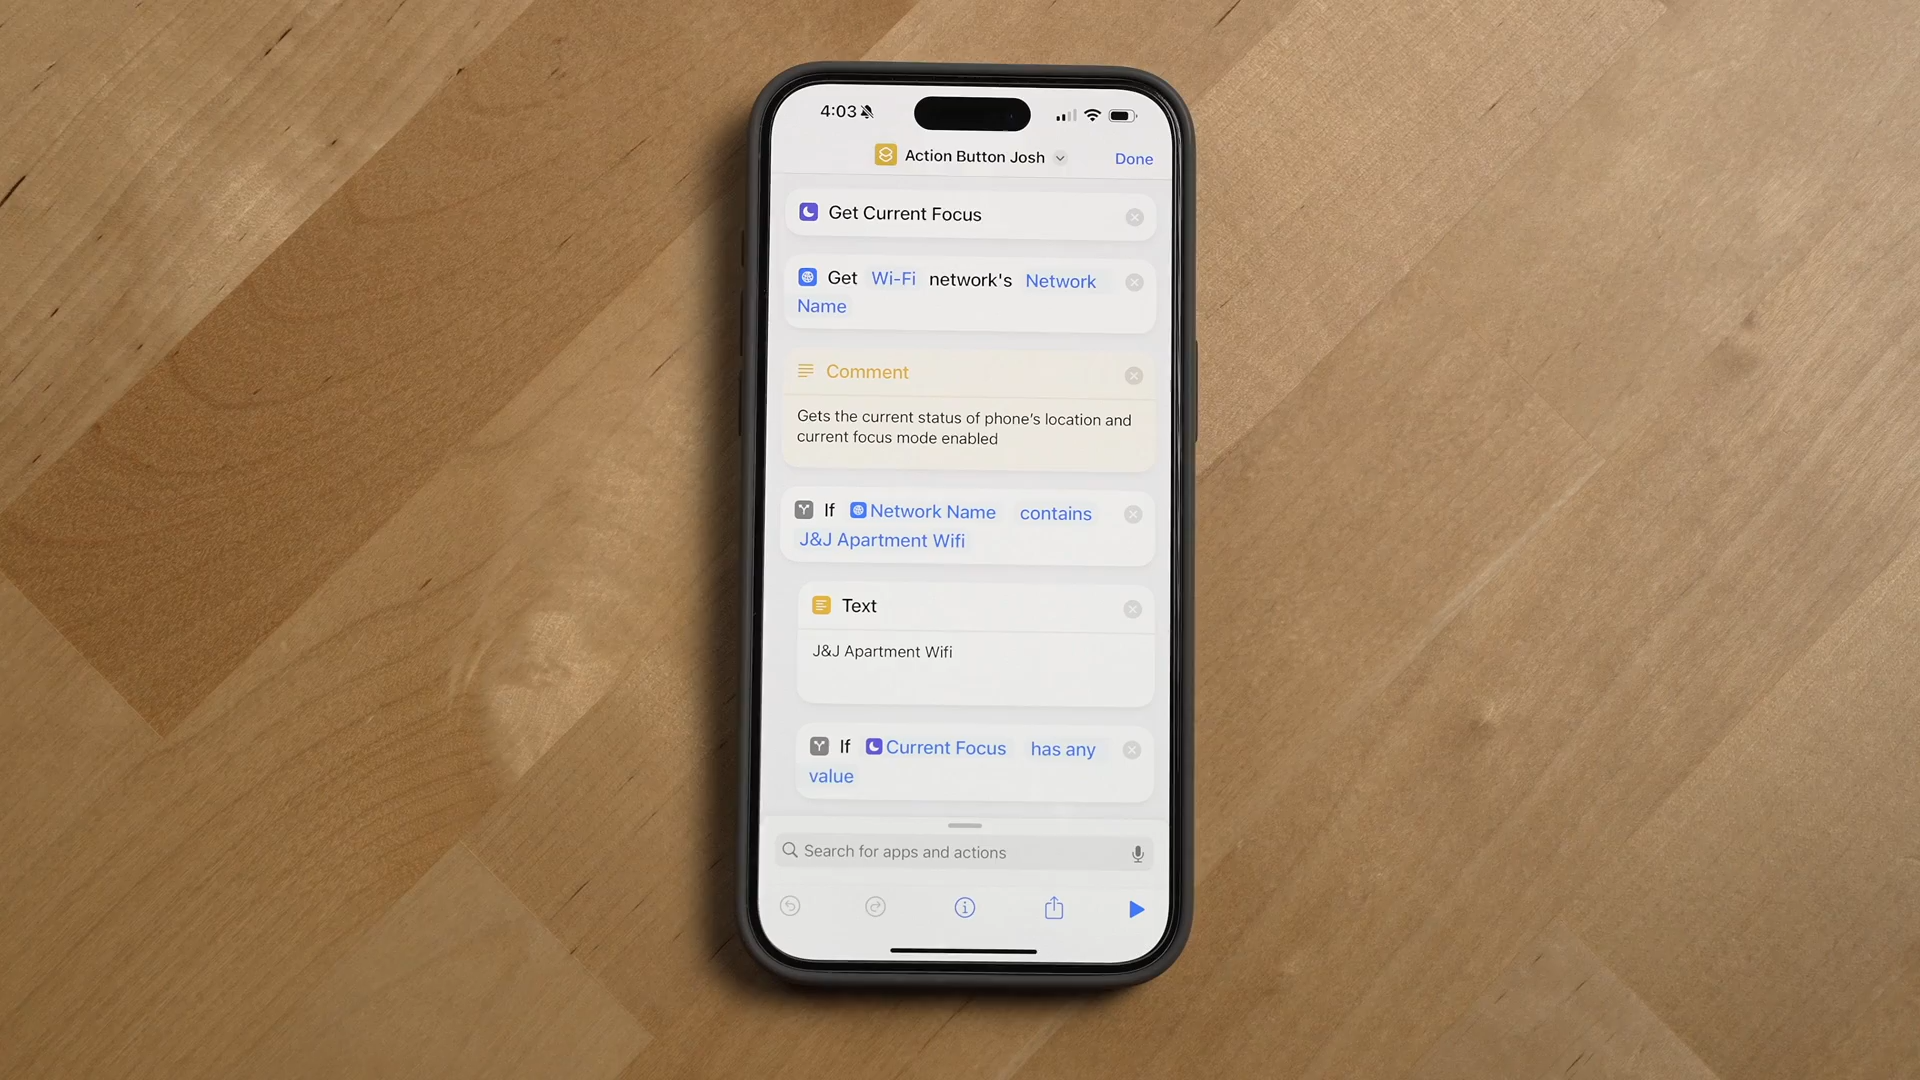 4:03
Action Button Josh
Done
Get Current Focus
Get Wi-Fi network's Network
Name
Comment
Gets the current status of phone’s location and
current focus mode enabled
If Network Name contains
J&J Apartment Wifi
Text
J&J Apartment Wifi
If Current Focus has any
value
Search for apps and actions